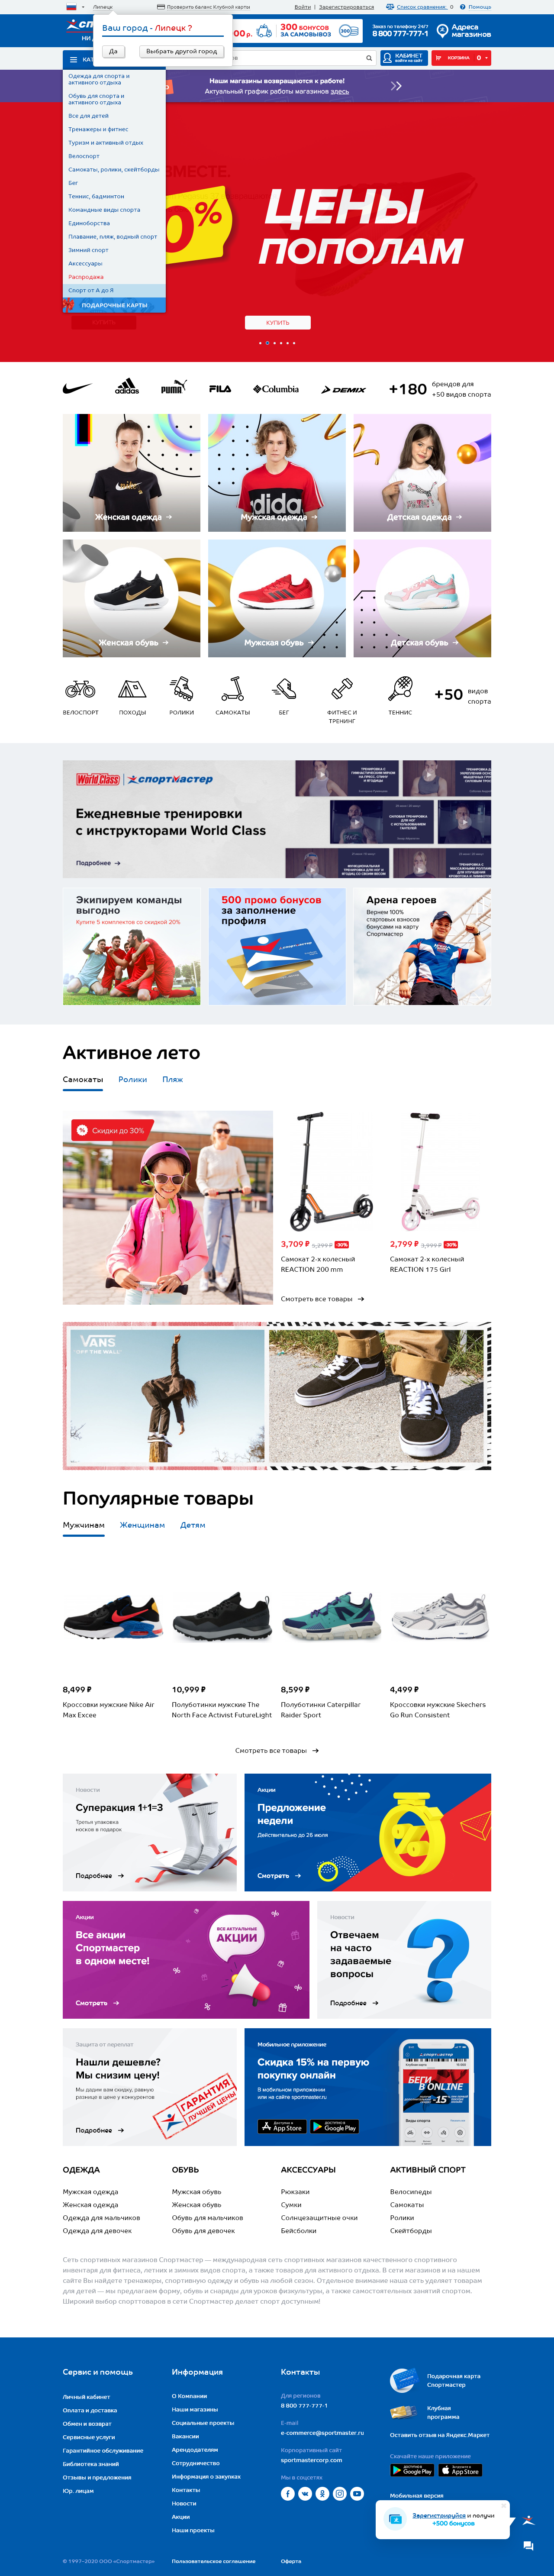 Липецк
Проверить баланс Клубной карты
Войти | Зарегистрироваться
Список сравнения: 0
Помощь
Ваш город - Липецк ?
Да
Выбрать другой город
300 БОНУСОВ
ЗА САМОВЫВОЗ
Заказ по телефону 24/7
8 800 777-777-1
Адреса
магазинов
КАБИНЕТ
войти на сайт
КОРЗИНА 0
Наши магазины возвращаются к работе!
Актуальный график работы магазинов здесь
Одежда для спорта и
активного отдыха
Обувь для спорта и
активного отдыха
Все для детей
Тренажеры и фитнес
Туризм и активный отдых
Велоспорт
Самокаты, ролики, скейтборды
Бег
Теннис, бадминтон
Командные виды спорта
Единоборства
Плавание, пляж, водный спорт
Зимний спорт
Аксессуары
Распродажа
Спорт от А до Я
ПОДАРОЧНЫЕ КАРТЫ
ЦЕНЫ
ПОПОЛАМ
КУПИТЬ
adidas
PUMA
FILA
Columbia
DEMIX
+180
брендов для
+50 видов спорта
Женская одежда
Мужская одежда
Детская одежда
Женская обувь
Мужская обувь
Детская обувь
ВЕЛОСПОРТ
ПОХОДЫ
РОЛИКИ
САМОКАТЫ
БЕГ
ФИТНЕС И
ТРЕНИНГ
ТЕННИС
+50
видов
спорта
World Class | спортмастер
Ежедневные тренировки
с инструкторами World Class
Подробнее
Экипируем команды
выгодно
Купите 5 комплектов со скидкой 20%
500 промо бонусов
за заполнение
профиля
Арена героев
Вернем 100%
стартовых взносов
бонусами на карту
Спортмастер
Активное лето
Самокаты
Ролики
Пляж
Скидки до 30%
3,709 ₽ 5,299 ₽ -30%
Самокат 2-х колесный
REACTION 200 mm
2,799 ₽ 3,999 ₽ -30%
Самокат 2-х колесный
REACTION 175 Girl
Смотреть все товары
VANS
"OFF THE WALL"
Популярные товары
Мужчинам
Женщинам
Детям
8,499 ₽
Кроссовки мужские Nike Air
Max Excee
10,999 ₽
Полуботинки мужские The
North Face Activist FutureLight
8,599 ₽
Полуботинки Caterpillar
Raider Sport
4,499 ₽
Кроссовки мужские Skechers
Go Run Consistent
Смотреть все товары
Новости
Суперакция 1+1=3
Третья упаковка
носков в подарок
Подробнее
Акции
Предложение
недели
Действительно до 26 июля
Смотреть
Акции
Все акции
Спортмастер
в одном месте!
Смотреть
ВСЕ АКТУАЛЬНЫЕ
АКЦИИ
Новости
Отвечаем
на часто
задаваемые
вопросы
Подробнее
Защита от переплат
Нашли дешевле?
Мы снизим цену!
Мы дадим вам скидку, равную
разнице в цене у конкурентов
Подробнее
ГАРАНТИЯ
ЛУЧШЕЙ ЦЕНЫ
Мобильное приложение
Скидка 15% на первую
покупку онлайн
В мобильном приложении
или на сайте sportmaster.ru
App Store
Google Play
БЕГИ
В ONLINE
-15
ОДЕЖДА
Мужская одежда
Женская одежда
Одежда для мальчиков
Одежда для девочек
ОБУВЬ
Мужская обувь
Женская обувь
Обувь для мальчиков
Обувь для девочек
АКСЕССУАРЫ
Рюкзаки
Сумки
Солнцезащитные очки
Бейсболки
АКТИВНЫЙ СПОРТ
Велосипеды
Самокаты
Ролики
Скейтборды
Сеть спортивных магазинов Спортмастер — международная сеть спортивных магазинов качественного спортивного
инвентаря для фитнеса, летних и зимних видов спорта, а также товаров для активного отдыха. В сети магазинов и на нашем
сайте Вы найдете тренажеры, спортивную одежду и обувь на любой сезон. Отдельное внимание наша сеть уделяет товарам
для детей — мы предлагаем форму, обувь и снаряды для уроков физкультуры, а также самостоятельных занятий спортом.
Широкий выбор спорттоваров в сети Спортмастер делает спорт доступным!
Сервис и помощь
Личный кабинет
Оплата и доставка
Обмен и возврат
Сервисные услуги
Гарантийное обслуживание
Библиотека знаний
Отзывы и предложения
Юр. лицам
Информация
О Компании
Наши магазины
Социальные проекты
Вакансии
Арендодателям
Сотрудничество
Информация о закупках
Контакты
Новости
Акции
Наши проекты
Контакты
Для регионов
8 800 777-777-1
E-mail
e-commerce@sportmaster.ru
Корпоративный сайт
sportmastercorp.com
Мы в соцсетях
Подарочная карта
Спортмастер
Клубная
программа
Оставить отзыв на Яндекс.Маркет
Скачайте наше приложение
Google Play
App Store
Мобильная версия
Зарегистрируйся и получи
+500 бонусов
© 1997–2020 ООО «Спортмастер»
Пользовательское соглашение
Оферта